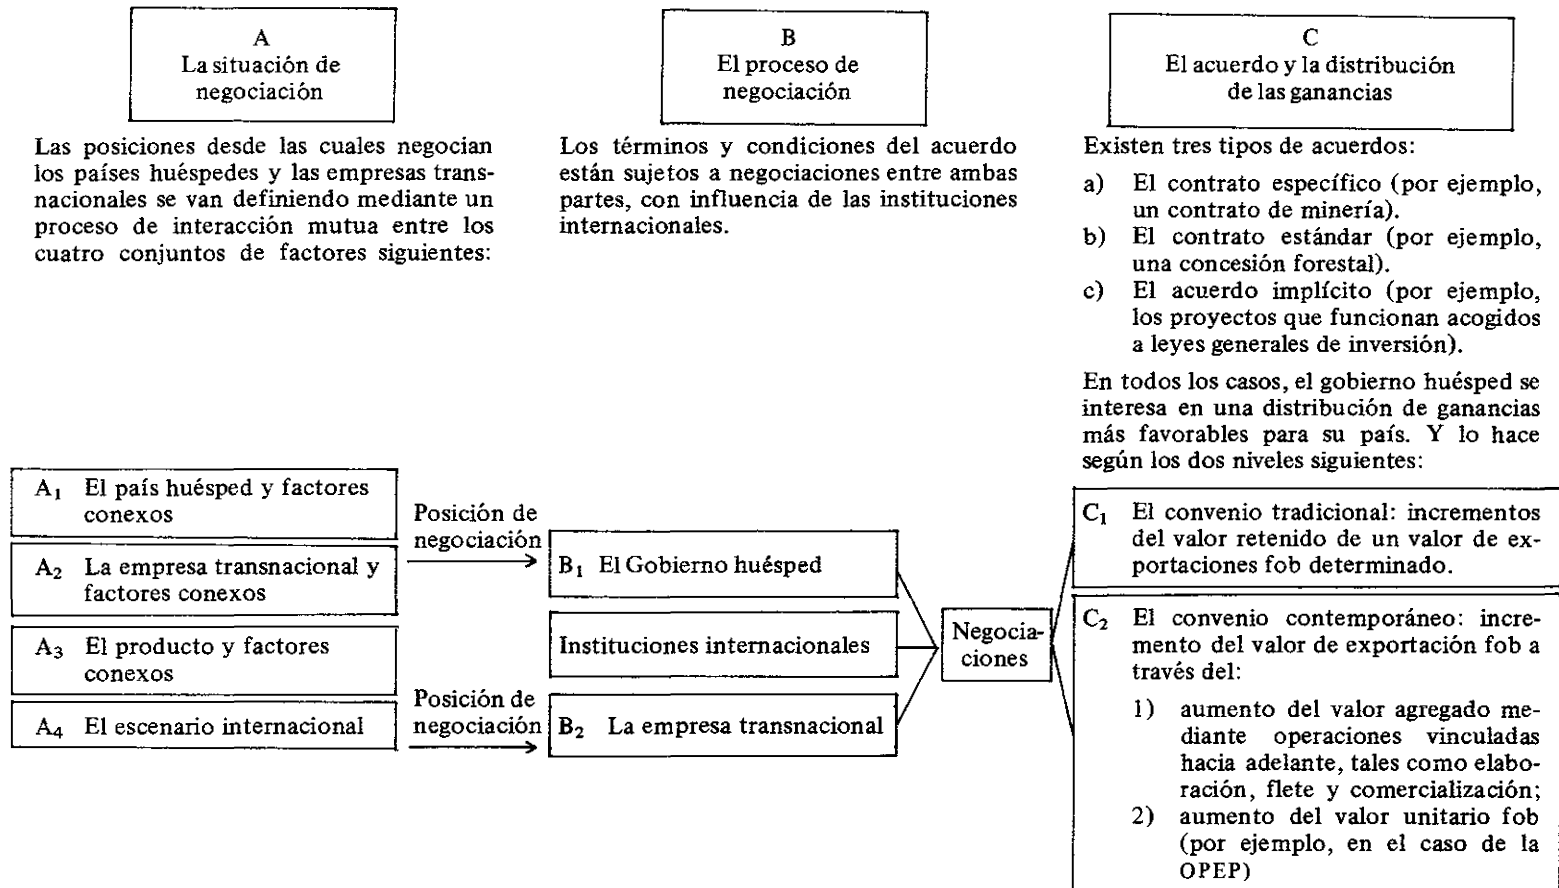 A
La situación de
negociación
Las posiciones desde las cuales negocian
los países huéspedes y las empresas trans-
nacionales se van definiendo mediante un
proceso de interacción mutua entre los
cuatro conjuntos de factores siguientes:
B
El proceso de
negociación
Los términos y condiciones del acuerdo
están sujetos a negociaciones entre ambas
partes, con influencia de las instituciones
internacionales.
C
El acuerdo y la distribución
de las ganancias
Existen tres tipos de acuerdos:
a) El contrato específico (por ejemplo,
un contrato de minería).
b) El contrato estándar (por ejemplo,
una concesión forestal).
c) El acuerdo implícito (por ejemplo,
los proyectos que funcionan acogidos
a leyes generales de inversión).
En todos los casos, el gobierno huésped se
interesa en una distribución de ganancias
más favorables para su país. Y lo hace
según los dos niveles siguientes:
A₁ El país huésped y factores
conexos
A₂ La empresa transnacional y
factores conexos
A₃ El producto y factores
conexos
A₄ El escenario internacional
Posición de
negociación
Posición de
negociación
B₁ El Gobierno huésped
Instituciones internacionales
B₂ La empresa transnacional
Negocia-
ciones
C₁ El convenio tradicional: incrementos
del valor retenido de un valor de ex-
portaciones fob determinado.
C₂ El convenio contemporáneo: incre-
mento del valor de exportación fob a
través del:
1) aumento del valor agregado me-
diante operaciones vinculadas
hacia adelante, tales como elabo-
ración, flete y comercialización;
2) aumento del valor unitario fob
(por ejemplo, en el caso de la
OPEP)